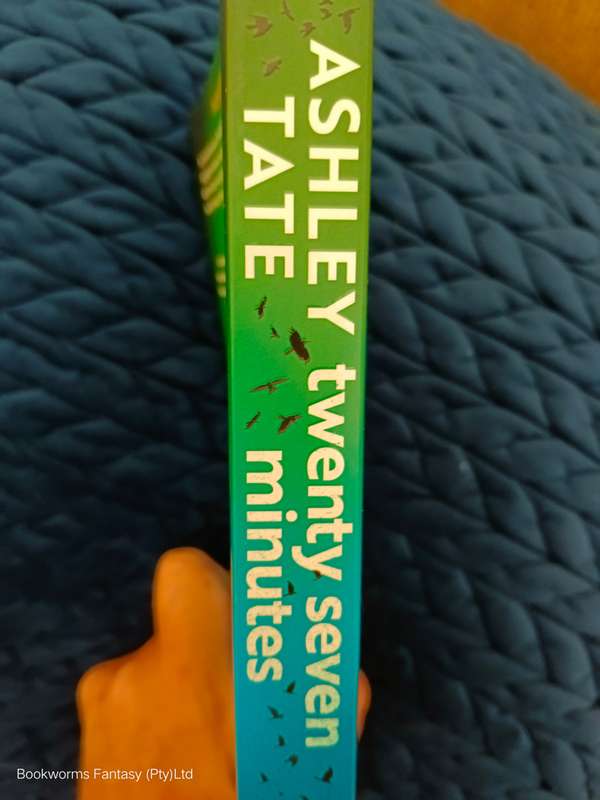 ASHLEY
TATE
twenty seven
minutes
Bookworms Fantasy (Pty)Ltd